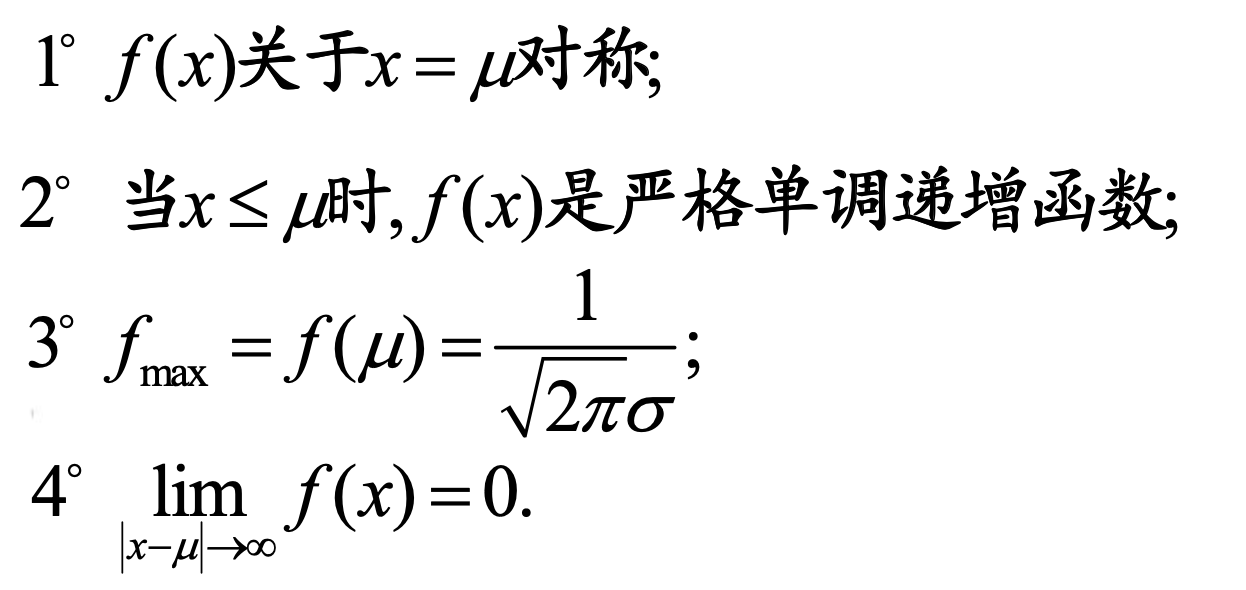 1° f(x)关于x = μ对称;
2° 当x ≤ μ时, f(x)是严格单调递增函数;
3° f_max = f(μ) = 1/(√(2π)σ);
4° lim_{|x−μ|→∞} f(x) = 0.